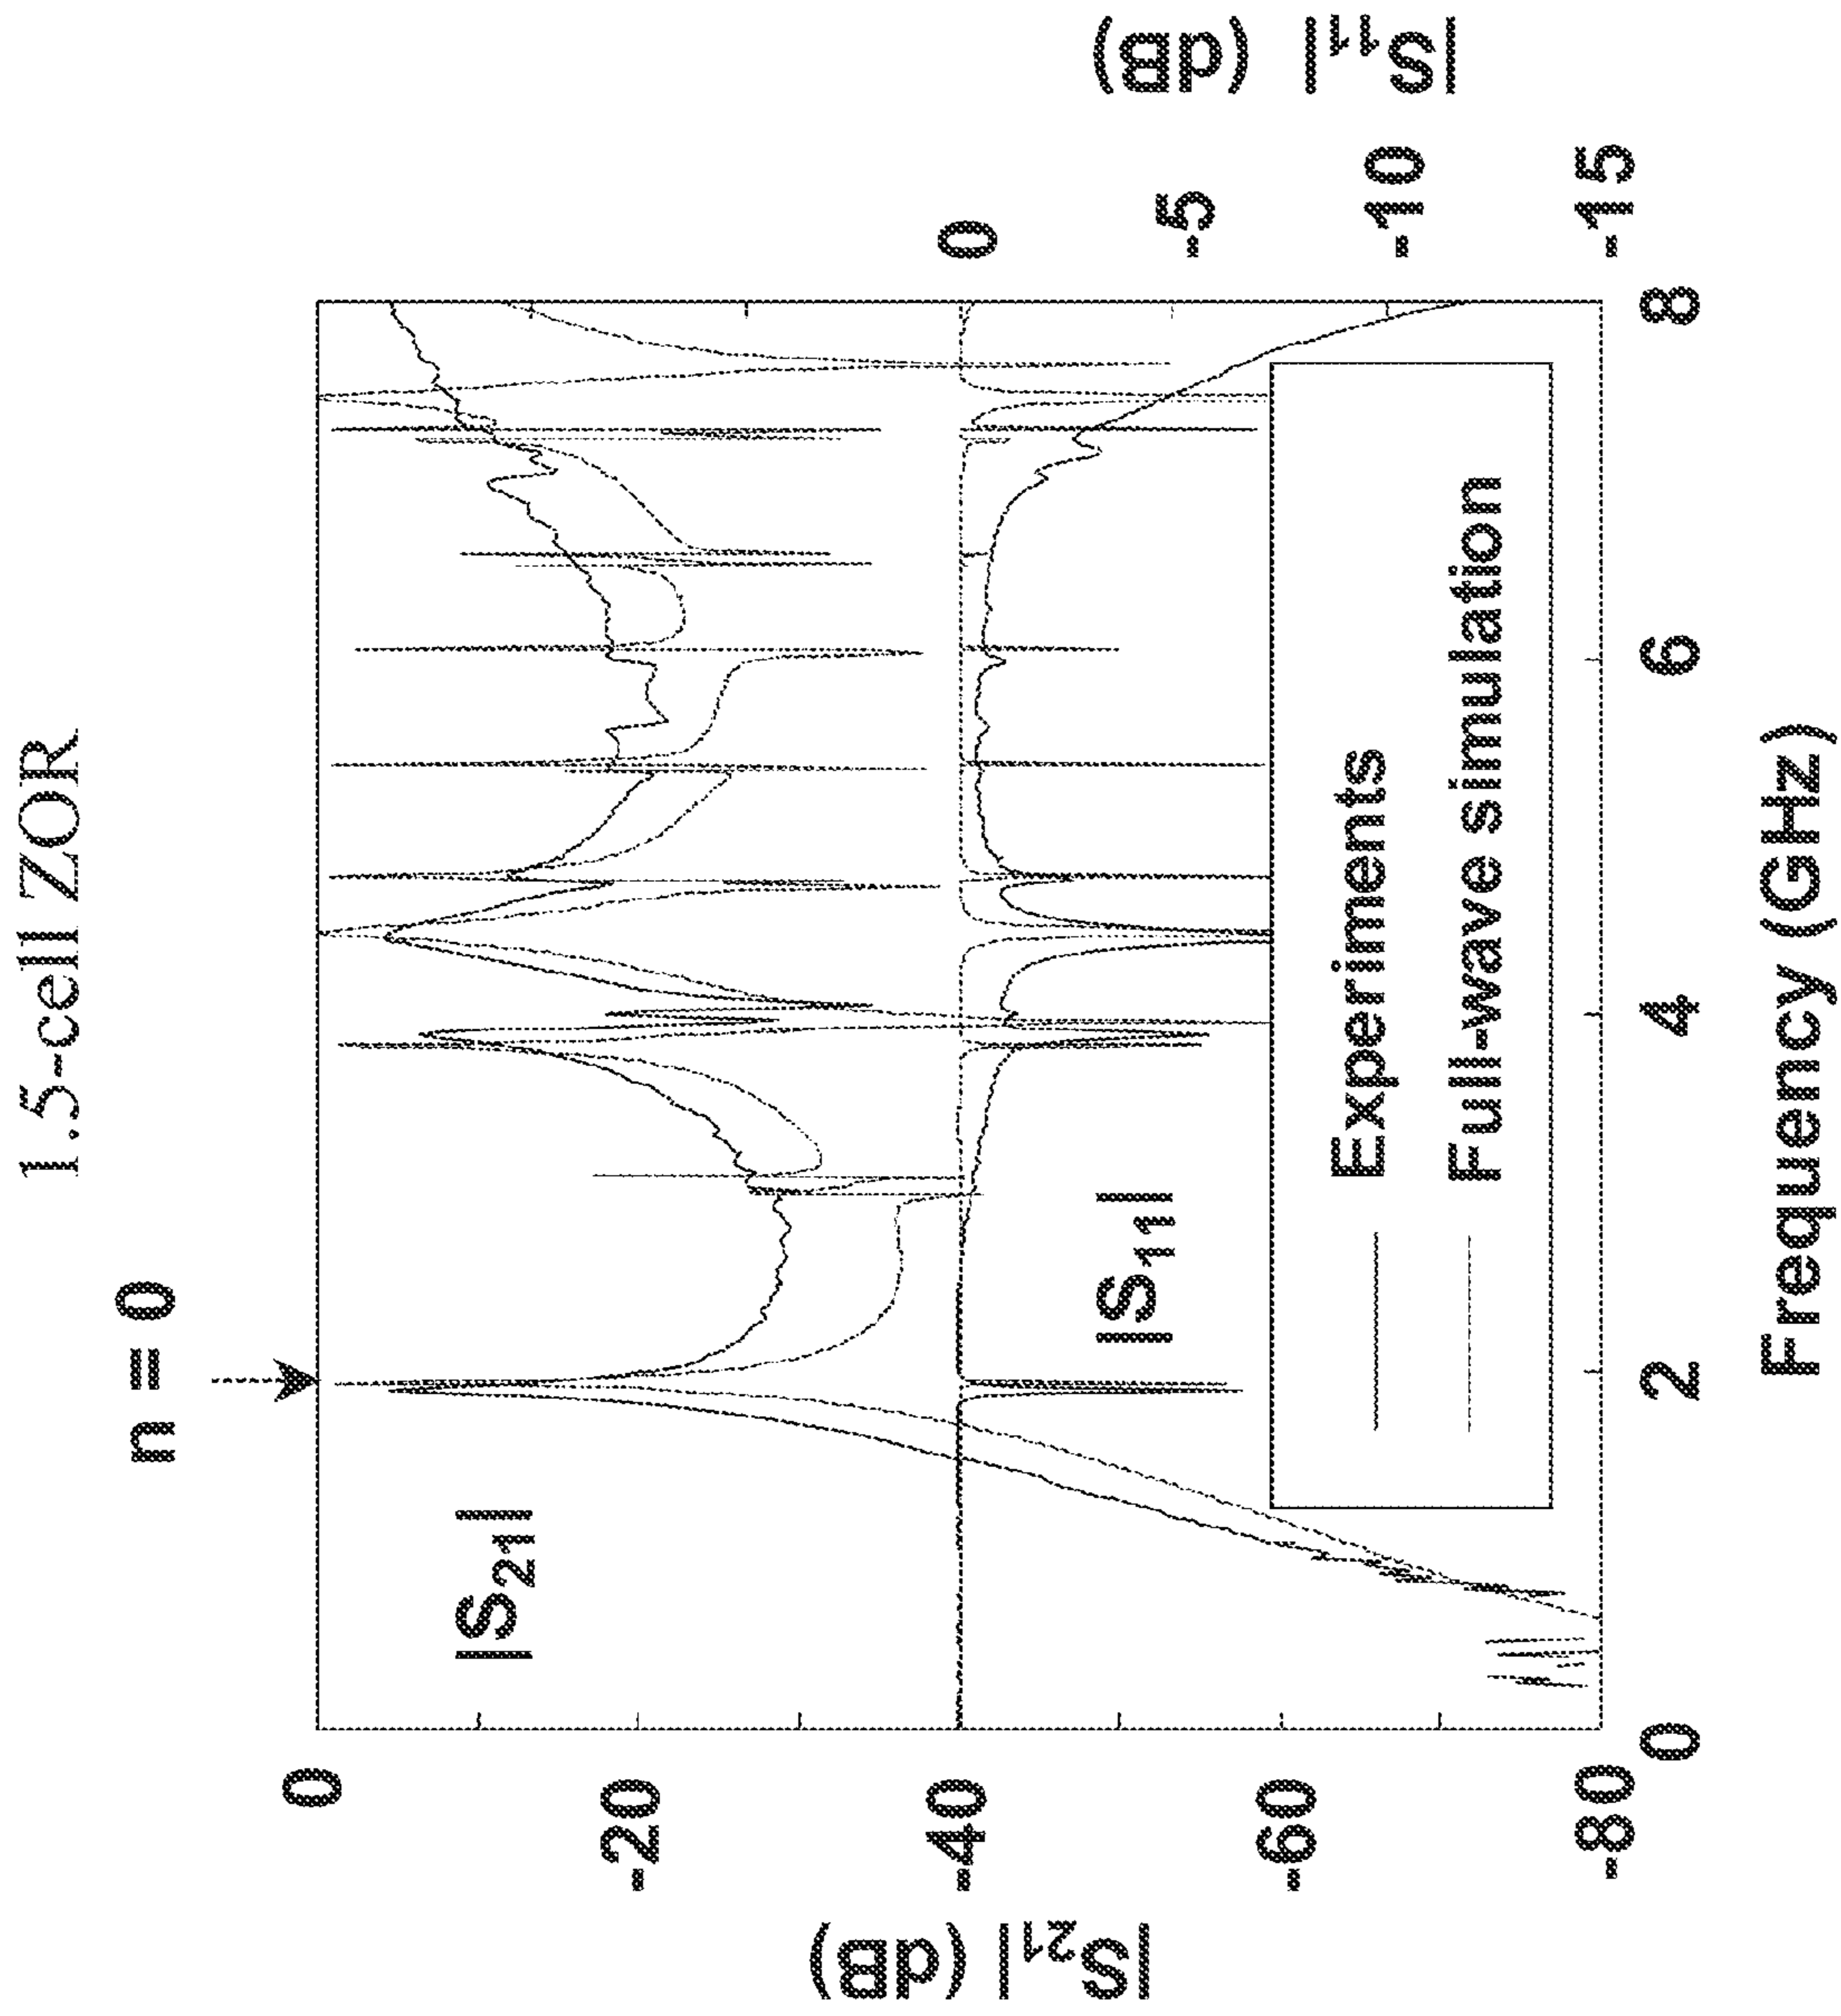 1.5-cell ZOR
n = 0
|S21|
|S11|
Experiments
Full-wave simulation
0
-20
-40
-60
-80
|S21| (dB)
0
-5
-10
-15
|S11| (dB)
0
2
4
6
8
Frequency (GHz)